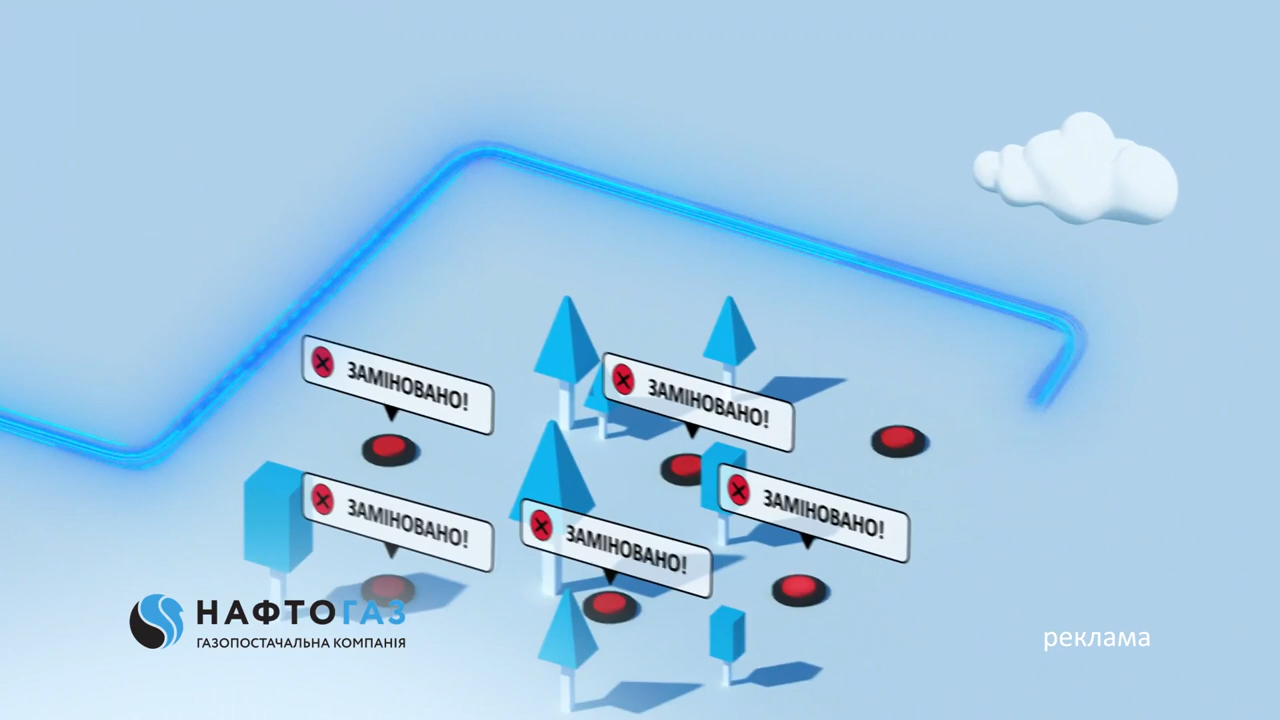 ЗАМІНОВАНО!
ЗАМІНОВАНО!
ЗАМІНОВАНО!
ЗАМІНОВАНО!
ЗАМІНОВАНО!
НАФТОГАЗ
ГАЗОПОСТАЧАЛЬНА КОМПАНІЯ
реклама